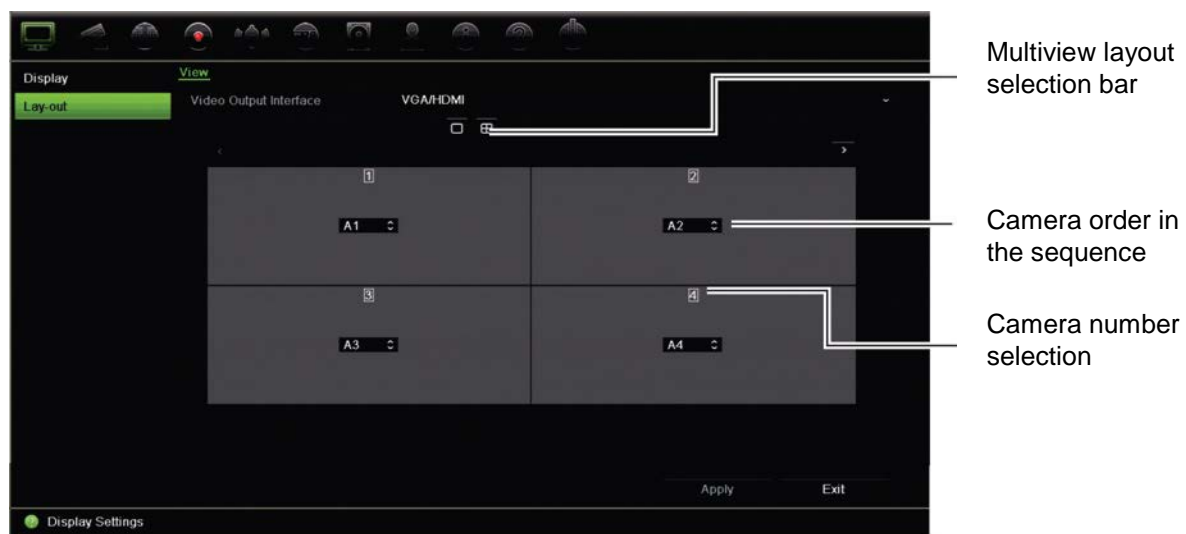 Multiview layout
selection bar
Display
View
Lay-out
Video Output Interface
VGA/HDMI
1
2
A1
A2
Camera order in
the sequence
3
4
Camera number
selection
A3
A4
Apply
Exit
Display Settings